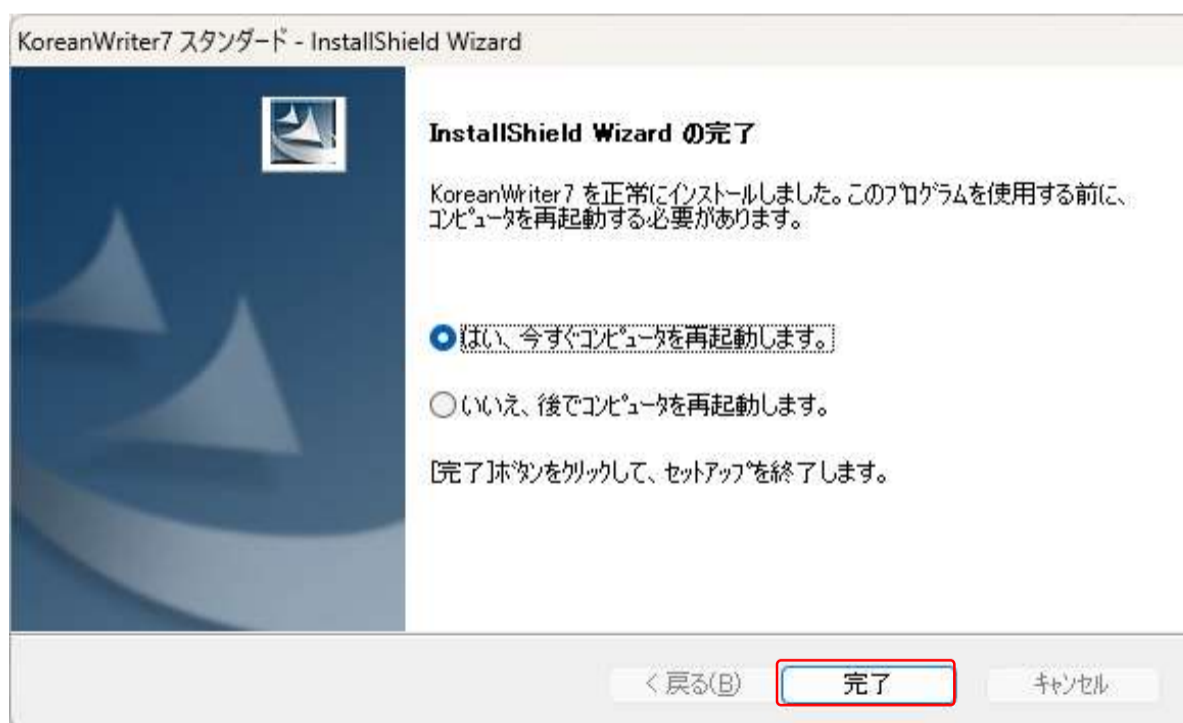 KoreanWriter7 スタンダード - InstallShield Wizard
InstallShield Wizard の完了
KoreanWriter7 を正常にインストールしました。このプログラムを使用する前に、
コンピュータを再起動する必要があります。
はい、今すぐコンピュータを再起動します。
いいえ、後でコンピュータを再起動します。
[完了]ボタンをクリックして、セットアップを終了します。
< 戻る(B)
完了
キャンセル